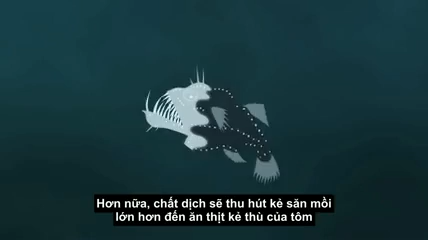 Hơn nữa, chất dịch sẽ thu hút kẻ săn mồi
lớn hơn đến ăn thịt kẻ thù của tôm